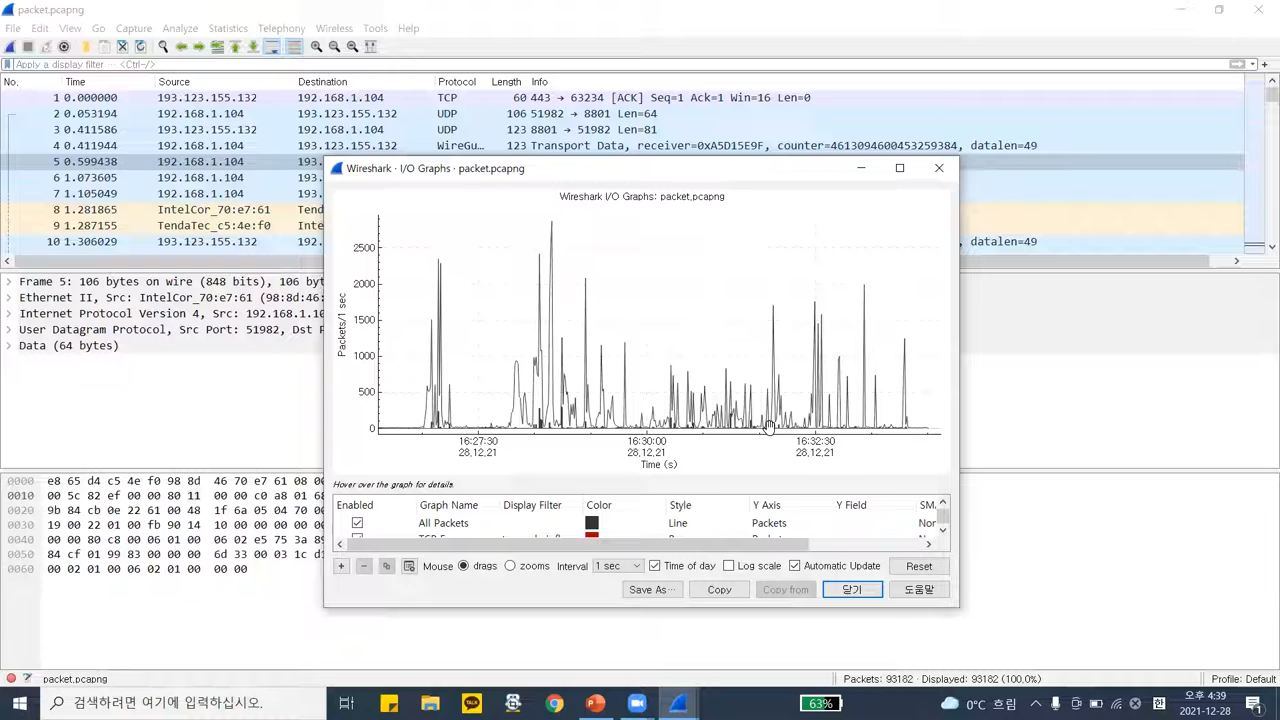 packet.pcapng
File Edit View Go Capture Analyze Statistics Telephony Wireless Tools Help
Apply a display filter ··· <Ctrl-/>
No. Time Source Destination Protocol Length Info
1 0.000000 193.123.155.132 192.168.1.104 TCP 60 443 → 63234 [ACK] Seq=1 Ack=1 Win=16 Len=0
2 0.053194 192.168.1.104 193.123.155.132 UDP 106 51982 → 8801 Len=64
3 0.411586 193.123.155.132 192.168.1.104 UDP 123 8801 → 51982 Len=81
4 0.411944 192.168.1.104 193.123.155.132 WireGu… 123 Transport Data, receiver=0xA5D15E9F, counter=4613094600453259384, datalen=49
5 0.599438 192.168.1.104 193.
6 1.073605 192.168.1.104 193.
7 1.105049 192.168.1.104 193.
8 1.281865 IntelCor_70:e7:61 Tend
9 1.287155 TendaTec_c5:4e:f0 Inte
10 1.306029 193.123.155.132 192. , datalen=49
Frame 5: 106 bytes on wire (848 bits), 106 byt
Ethernet II, Src: IntelCor_70:e7:61 (98:8d:46:
Internet Protocol Version 4, Src: 192.168.1.10
User Datagram Protocol, Src Port: 51982, Dst P
Data (64 bytes)
0000 e8 65 d4 c5 4e f0 98 8d 46 70 e7 61 08 0
0010 00 5c 82 ef 00 00 80 11 00 00 c0 a8 01 6
0020 9b 84 cb 0e 22 61 00 48 1f 6a 05 04 70 0
0030 19 00 22 01 00 fb 90 14 10 00 00 00 00 0
0040 00 00 80 c8 00 06 01 00 06 02 e5 75 3a 8
0050 84 cf 01 99 83 00 00 00 6d 33 00 03 1c d
0060 00 02 01 00 06 02 01 00 00 00
Wireshark · I/O Graphs · packet.pcapng
Wireshark I/O Graphs: packet.pcapng
Packets/1 sec
2500
2000
1500
1000
500
0
16:27:30 16:30:00 16:32:30
28,12,21 28,12,21 28,12,21
Time (s)
Hover over the graph for details.
Enabled Graph Name Display Filter Color Style Y Axis Y Field SM
All Packets Line Packets Nor
+ − Mouse drags zooms Interval 1 sec Time of day Log scale Automatic Update Reset
Save As··· Copy Copy from 닫기 도움말
packet.pcapng Packets: 93182 · Displayed: 93182 (100.0%) Profile: Default
검색하려면 여기에 입력하십시오. TALK 63% 0°C 흐림 한 오후 4:39
2021-12-28